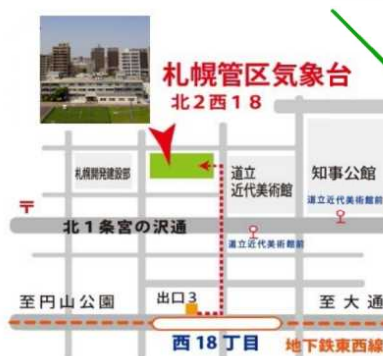 札幌管区気象台
北2西18
札幌開発建設部
道立
近代美術館
知事公館
道立近代美術館前
〒
北1条宮の沢通
道立近代美術館前
至円山公園
出口3
至大通
西18丁目
地下鉄東西線